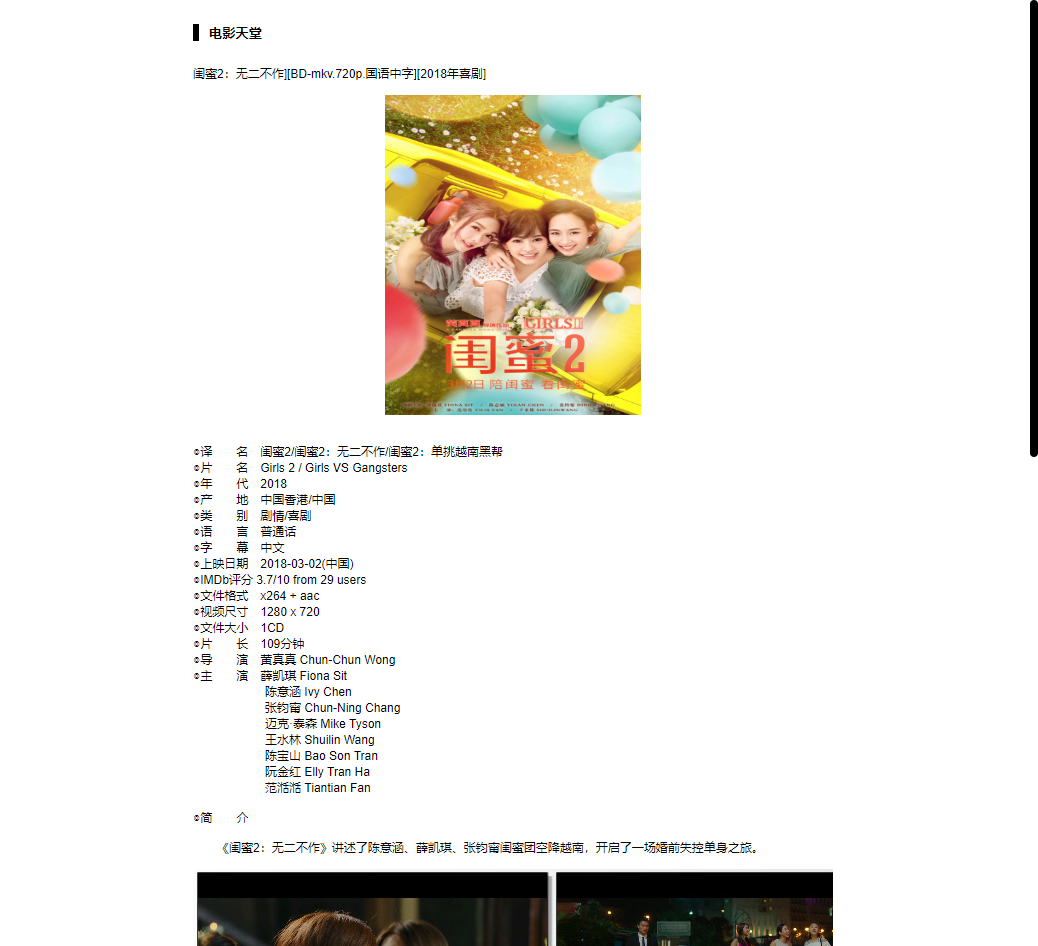 电影天堂
闺蜜2：无二不作][BD-mkv.720p.国语中字][2018年喜剧]
GIRLSⅡ
闺蜜2
3月2日 陪闺蜜 看闺蜜
◎译　　名　闺蜜2/闺蜜2：无二不作/闺蜜2：单挑越南黑帮
◎片　　名　Girls 2 / Girls VS Gangsters
◎年　　代　2018
◎产　　地　中国香港/中国
◎类　　别　剧情/喜剧
◎语　　言　普通话
◎字　　幕　中文
◎上映日期　2018-03-02(中国)
◎IMDb评分 3.7/10 from 29 users
◎文件格式　x264 + aac
◎视频尺寸　1280 x 720
◎文件大小　1CD
◎片　　长　109分钟
◎导　　演　黄真真 Chun-Chun Wong
◎主　　演　薛凯琪 Fiona Sit
陈意涵 Ivy Chen
张钧甯 Chun-Ning Chang
迈克·泰森 Mike Tyson
王水林 Shuilin Wang
陈宝山 Bao Son Tran
阮金红 Elly Tran Ha
范湉湉 Tiantian Fan
◎简　　介
《闺蜜2：无二不作》讲述了陈意涵、薛凯琪、张钧甯闺蜜团空降越南，开启了一场婚前失控单身之旅。